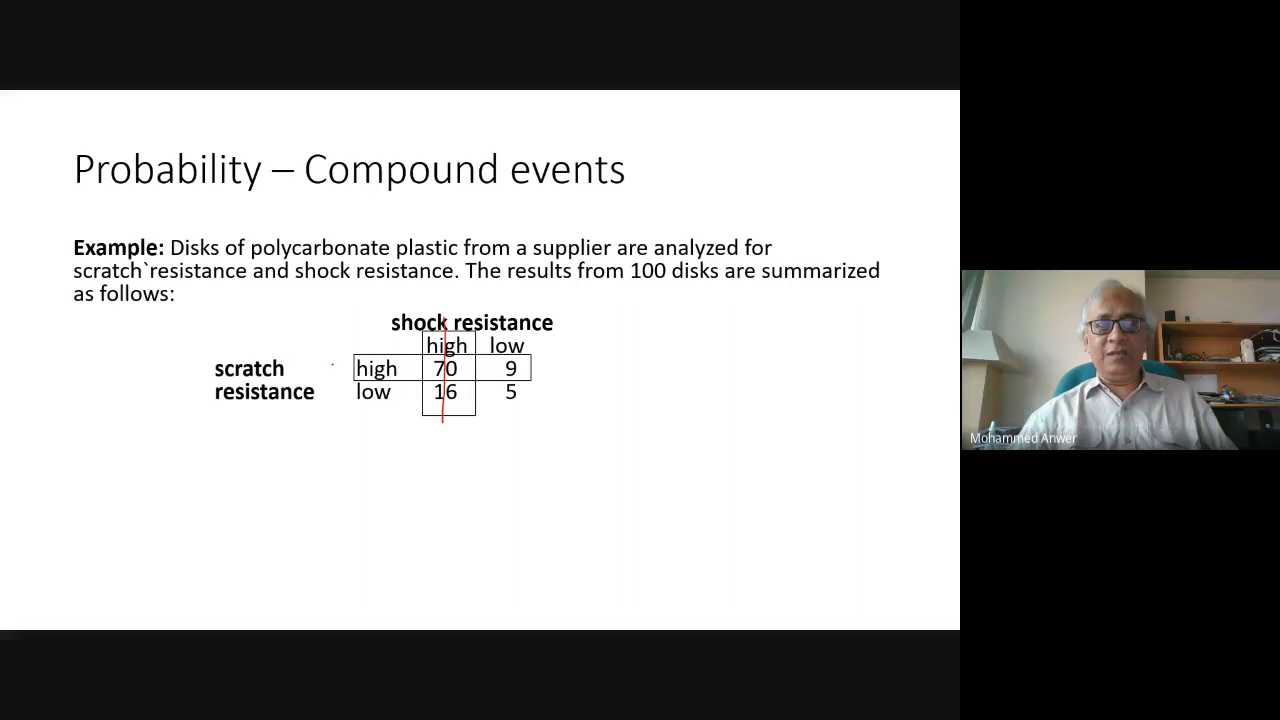 Probability – Compound events
Example: Disks of polycarbonate plastic from a supplier are analyzed for
scratch`resistance and shock resistance. The results from 100 disks are summarized
as follows:
shock resistance
high low
scratch high 70 9
resistance low 16 5
Mohammed Anwer